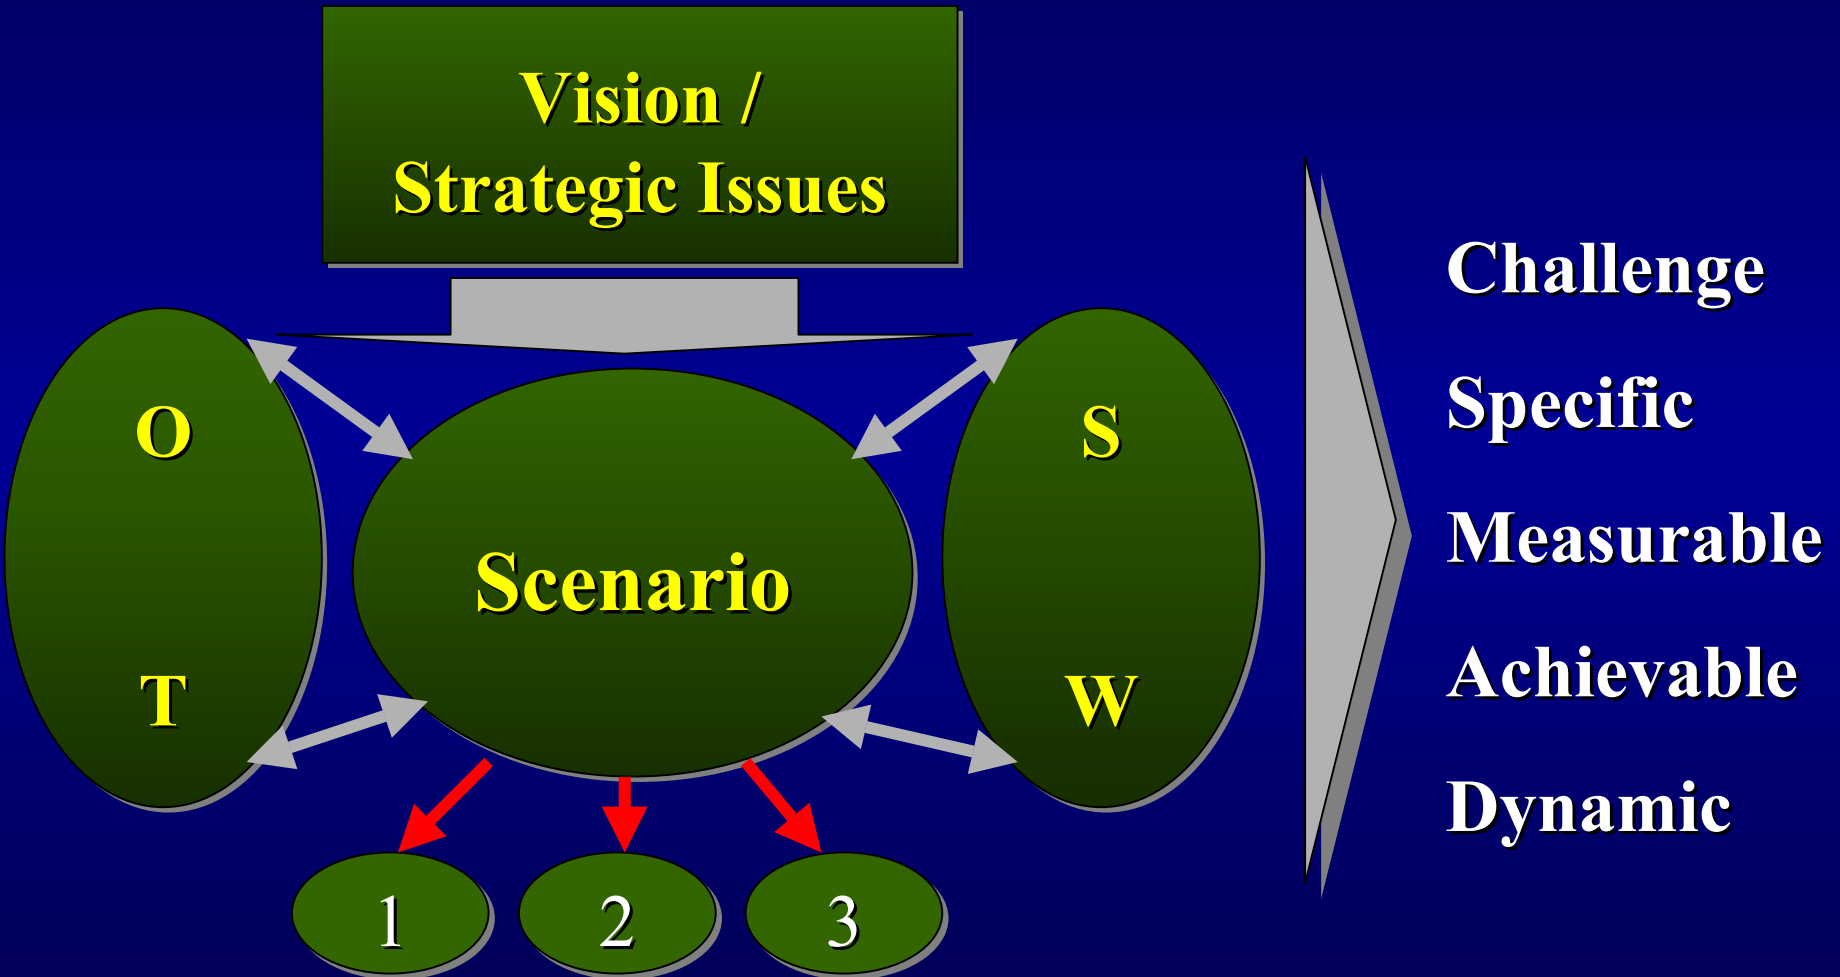 Vision /
Strategic Issues
O
T
Scenario
S
W
1
2
3
Challenge
Specific
Measurable
Achievable
Dynamic